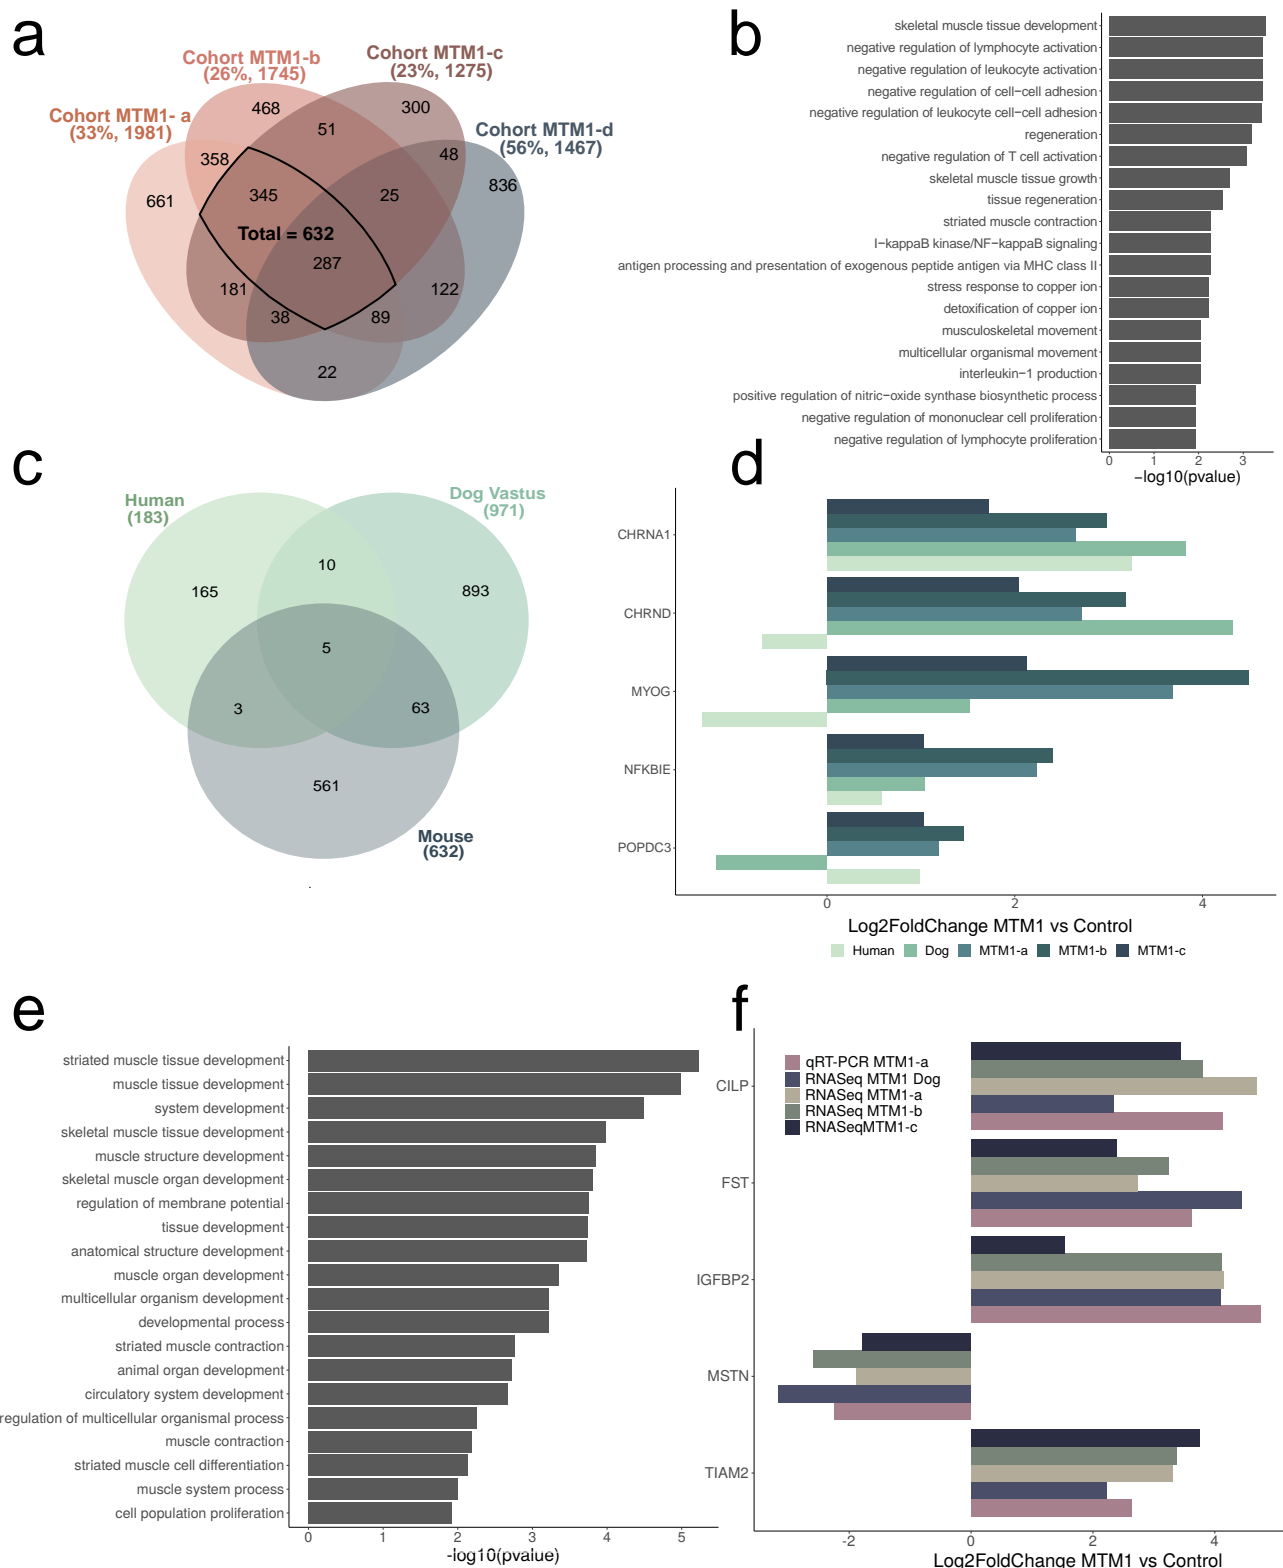 a
Cohort MTM1-b
(26%, 1745)
Cohort MTM1-c
(23%, 1275)
Cohort MTM1- a
(33%, 1981)
Cohort MTM1-d
(56%, 1467)
468
51
300
358
48
661
345
25
836
Total = 632
287
181
122
38
89
22
b
skeletal muscle tissue development
negative regulation of lymphocyte activation
negative regulation of leukocyte activation
negative regulation of cell−cell adhesion
negative regulation of leukocyte cell−cell adhesion
regeneration
negative regulation of T cell activation
skeletal muscle tissue growth
tissue regeneration
striated muscle contraction
I−kappaB kinase/NF−kappaB signaling
antigen processing and presentation of exogenous peptide antigen via MHC class II
stress response to copper ion
detoxification of copper ion
musculoskeletal movement
multicellular organismal movement
interleukin−1 production
positive regulation of nitric−oxide synthase biosynthetic process
negative regulation of mononuclear cell proliferation
negative regulation of lymphocyte proliferation
0 1 2 3
−log10(pvalue)
c
Human
(183)
Dog Vastus
(971)
10
165
893
5
3
63
561
Mouse
(632)
d
CHRNA1
CHRND
MYOG
NFKBIE
POPDC3
0 2 4
Log2FoldChange MTM1 vs Control
Human Dog MTM1-a MTM1-b MTM1-c
e
striated muscle tissue development
muscle tissue development
system development
skeletal muscle tissue development
muscle structure development
skeletal muscle organ development
regulation of membrane potential
tissue development
anatomical structure development
muscle organ development
multicellular organism development
developmental process
striated muscle contraction
animal organ development
circulatory system development
regulation of multicellular organismal process
muscle contraction
striated muscle cell differentiation
muscle system process
cell population proliferation
0 1 2 3 4 5
-log10(pvalue)
f
qRT-PCR MTM1-a
RNASeq MTM1 Dog
RNASeq MTM1-a
RNASeq MTM1-b
RNASeqMTM1-c
CILP
FST
IGFBP2
MSTN
TIAM2
-2 0 2 4
Log2FoldChange MTM1 vs Control